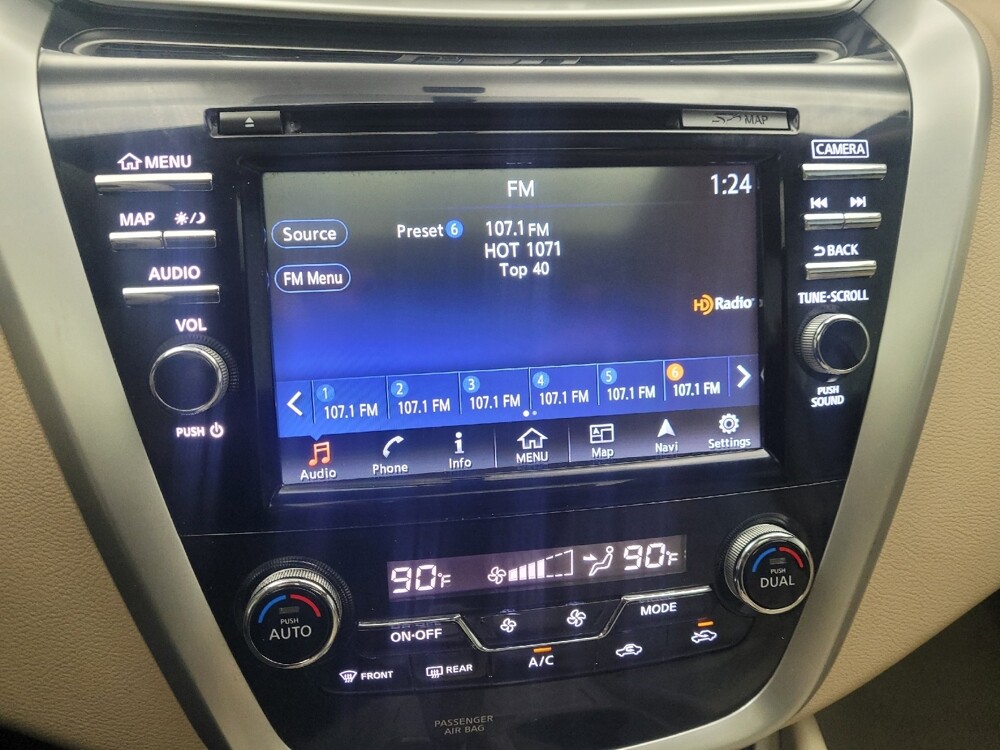 MAP
MENU
CAMERA
MAP
AUDIO
VOL
PUSH
BACK
TUNE·SCROLL
PUSH
SOUND
FM
1:24
Source
Preset 6
107.1 FM
HOT 1071
Top 40
FM Menu
HD Radio
1
107.1 FM
2
107.1 FM
3
107.1 FM
4
107.1 FM
5
107.1 FM
6
107.1 FM
Audio
Phone
Info
MENU
Map
Navi
Settings
90°F
90°F
PUSH
AUTO
PUSH
DUAL
ON·OFF
MODE
A/C
FRONT
REAR
PASSENGER
AIR BAG